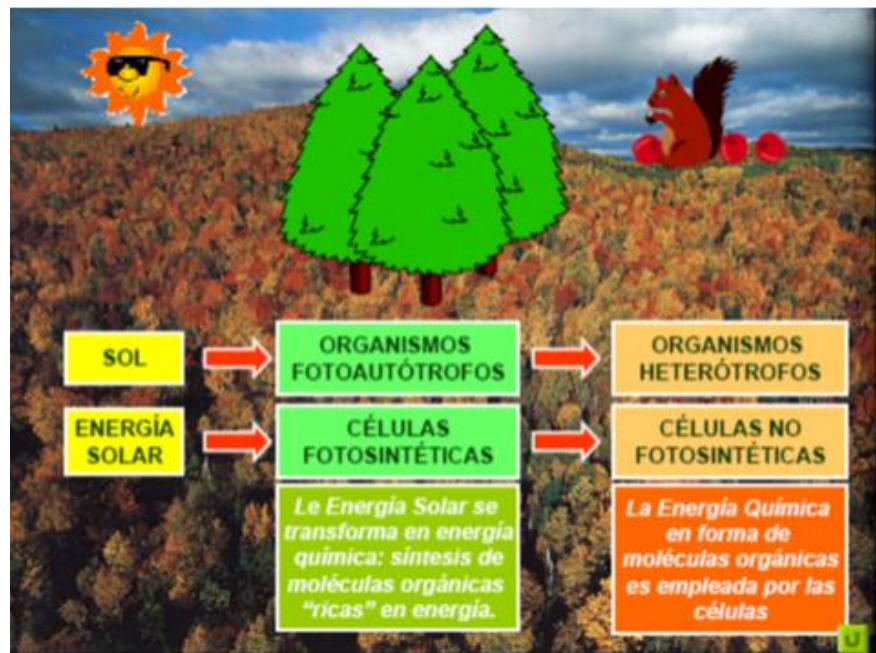 SOL
ORGANISMOS
FOTOAUTÓTROFOS
ORGANISMOS
HETERÓTROFOS
ENERGÍA
SOLAR
CÉLULAS
FOTOSINTÉTICAS
CÉLULAS NO
FOTOSINTÉTICAS
Le Energía Solar se
transforma en energía
química: síntesis de
moléculas orgánicas
“ricas” en energía.
La Energía Química
en forma de
moléculas orgánicas
es empleada por las
células